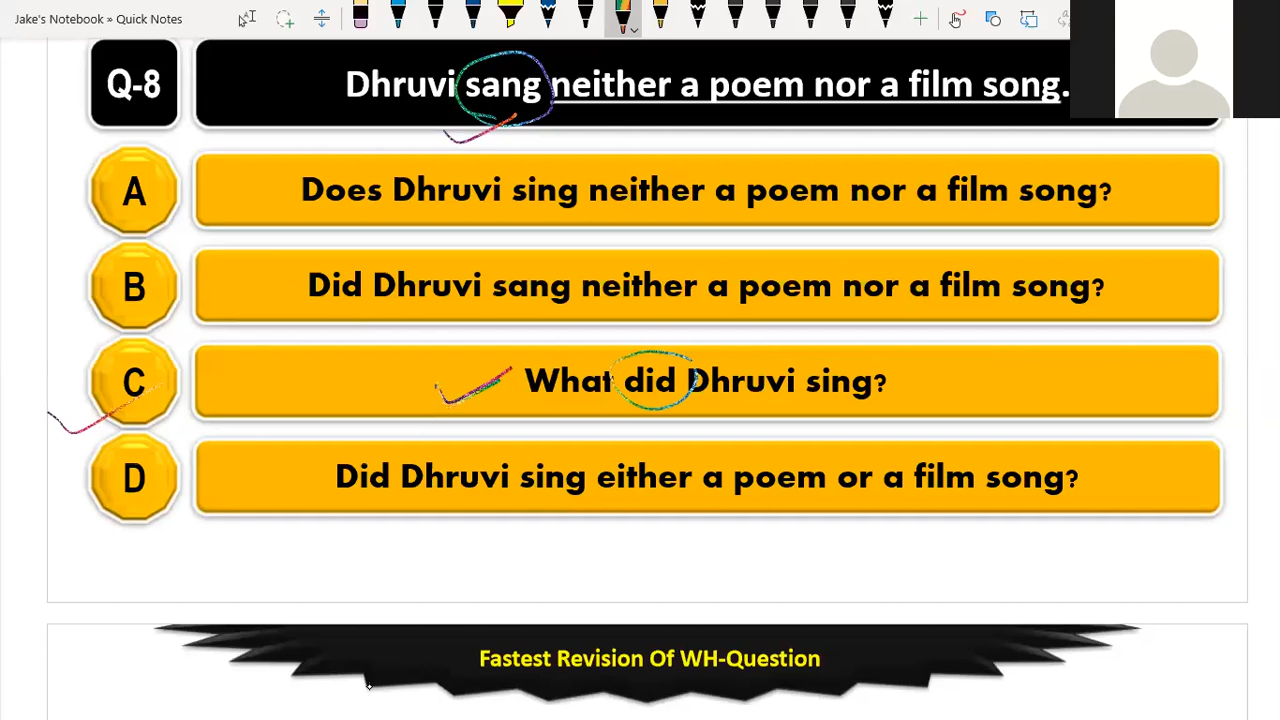 Jake's Notebook » Quick Notes
Q-8
Dhruvi sang neither a poem nor a film song.
A
Does Dhruvi sing neither a poem nor a film song?
B
Did Dhruvi sang neither a poem nor a film song?
C
What did Dhruvi sing?
D
Did Dhruvi sing either a poem or a film song?
Fastest Revision Of WH-Question